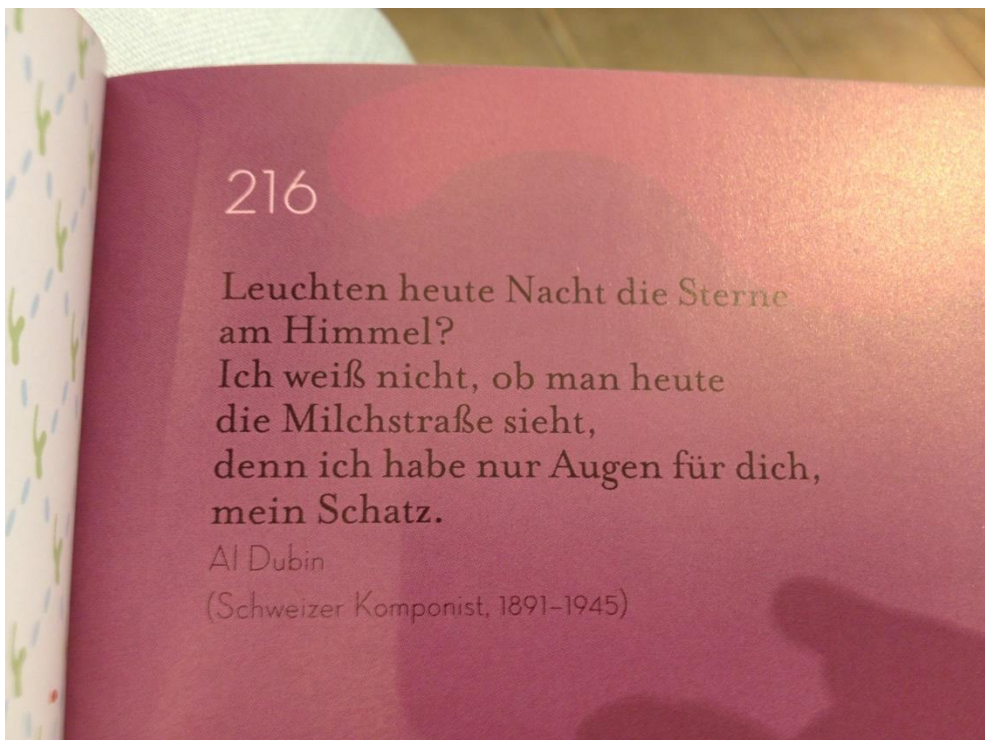 216
Leuchten heute Nacht die Sterne
am Himmel?
Ich weiß nicht, ob man heute
die Milchstraße sieht,
denn ich habe nur Augen für dich,
mein Schatz.
Al Dubin
(Schweizer Komponist, 1891–1945)